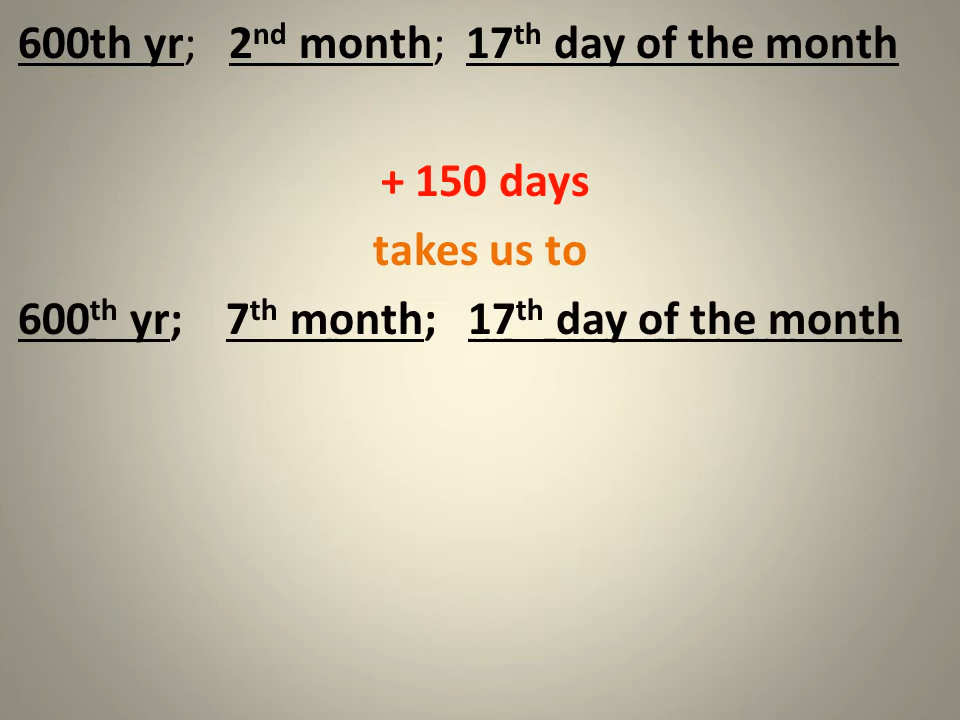 600th yr; 2nd month; 17th day of the month
+ 150 days
takes us to
600th yr; 7th month; 17th day of the month